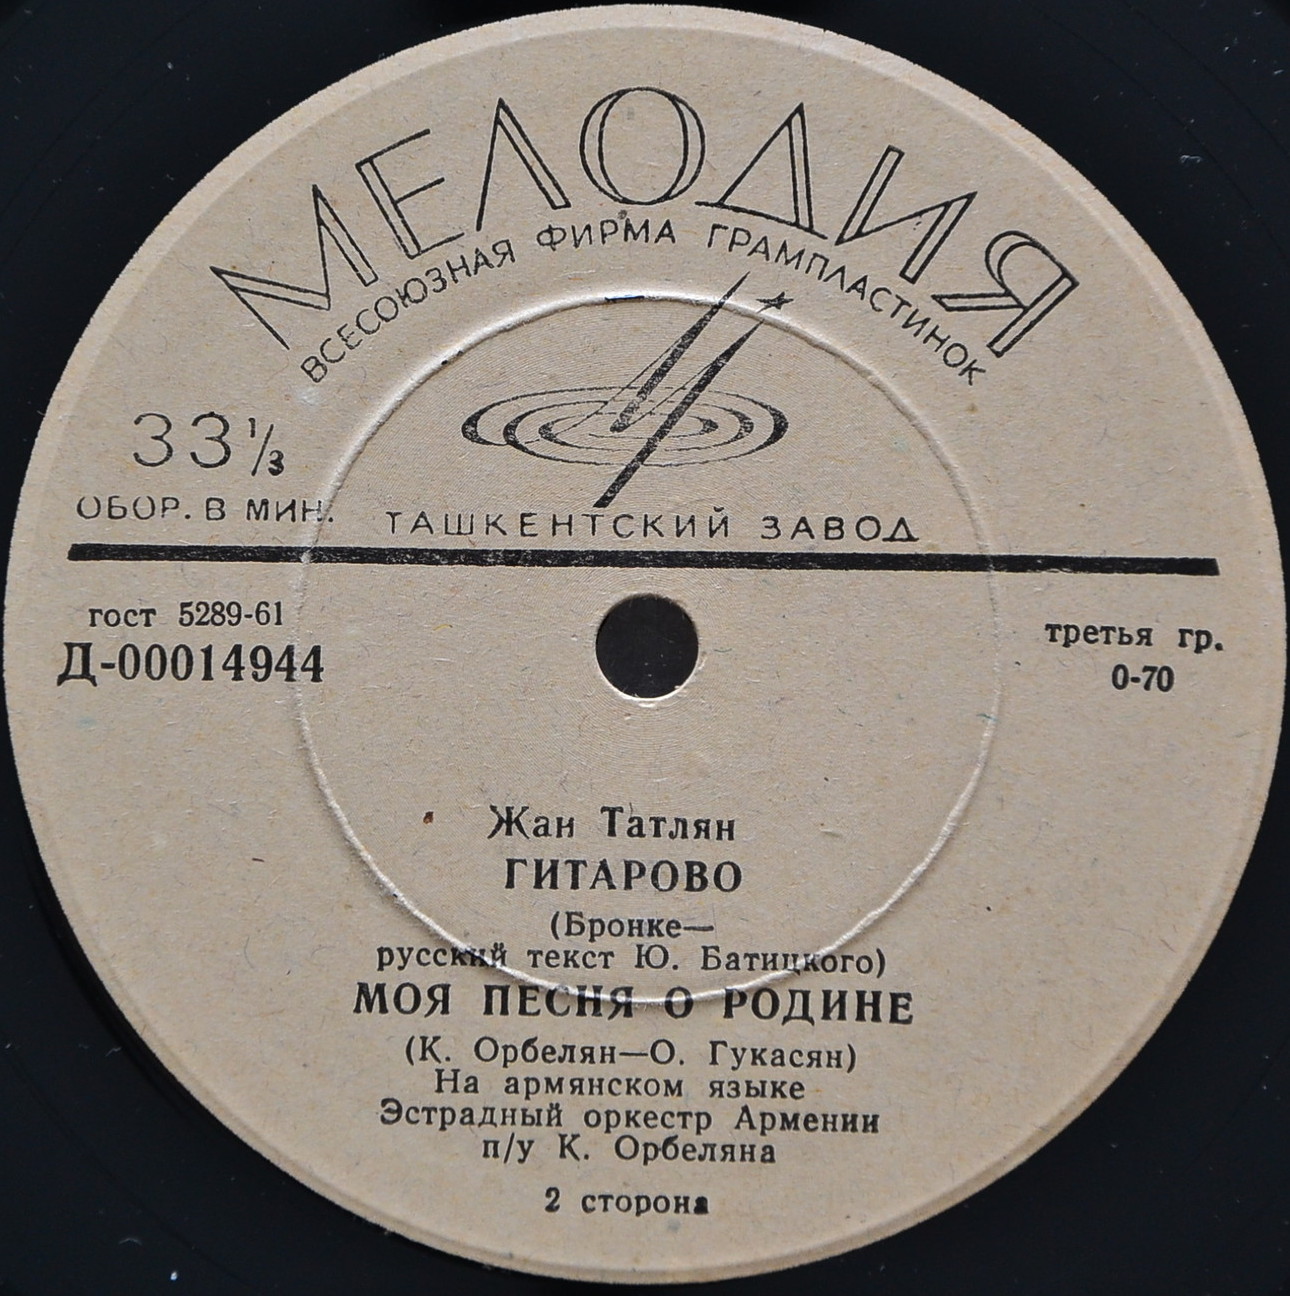 МЕЛОДИЯ
ВСЕСОЮЗНАЯ ФИРМА ГРАМПЛАСТИНОК
33⅓
ОБОР. В МИН.
ТАШКЕНТСКИЙ ЗАВОД
гост 5289-61
Д-00014944
третья гр.
0-70
Жан Татлян
ГИТАРОВО
(Бронке—
русский текст Ю. Батицкого)
МОЯ ПЕСНЯ О РОДИНЕ
(К. Орбелян—О. Гукасян)
На армянском языке
Эстрадный оркестр Армении
п/у К. Орбеляна
2 сторона